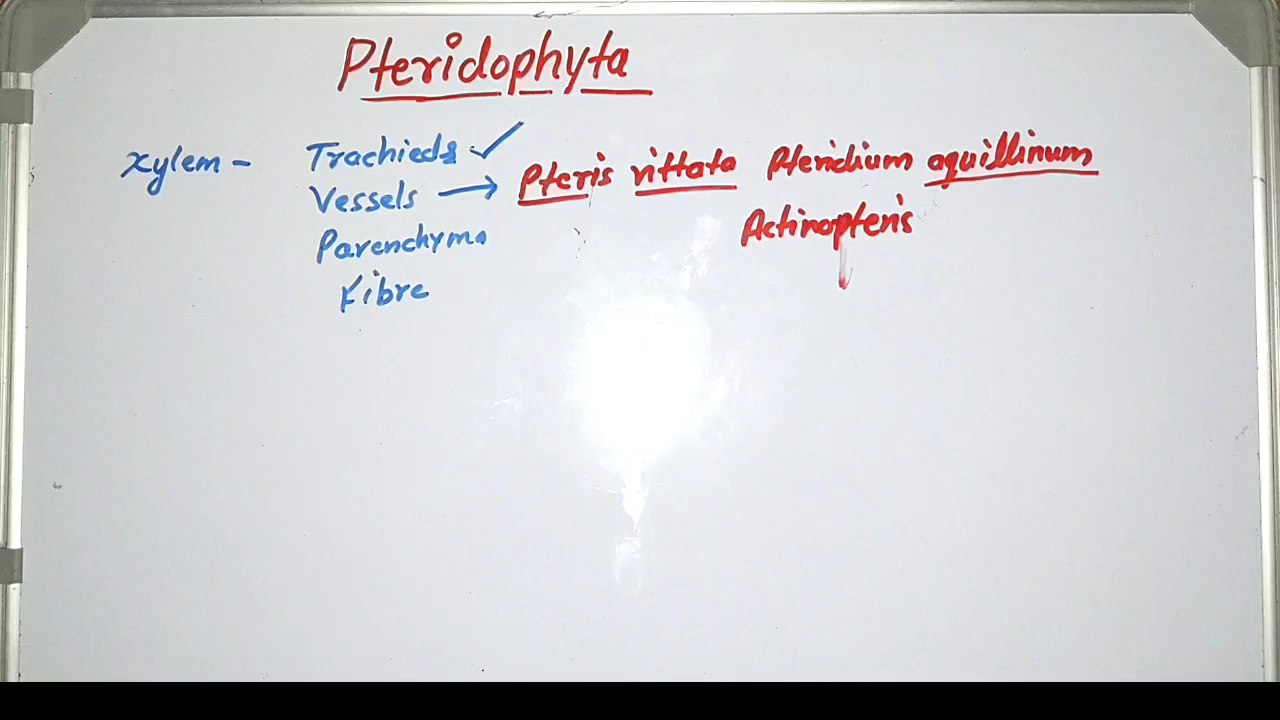 Pteridophyta
Xylem - Trachieds ✓
Vessels → Pteris vittata Pteridium aquillinum
Parenchyma Actinopteris
Fibre